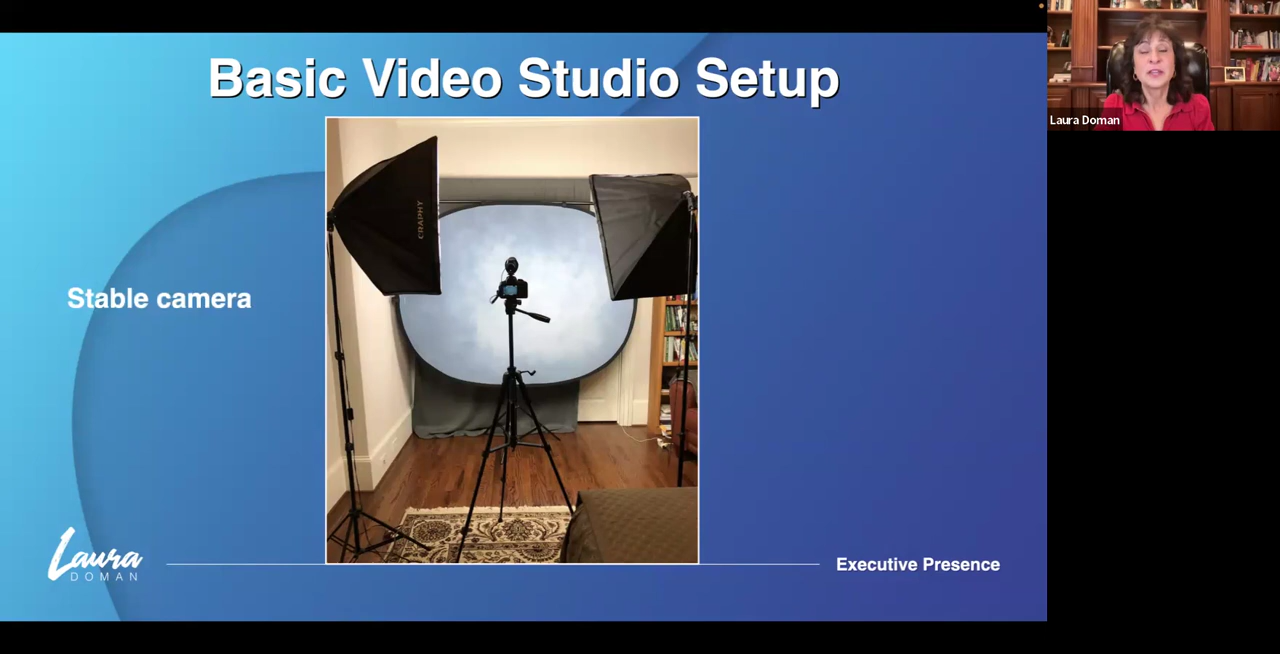 Basic Video Studio Setup
Laura Doman
CRAPHY
Stable camera
Laura
DOMAN
Executive Presence